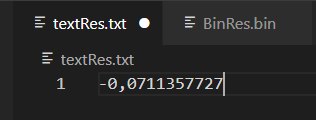 textRes.txt BinRes.bin
textRes.txt
1 -0,0711357727